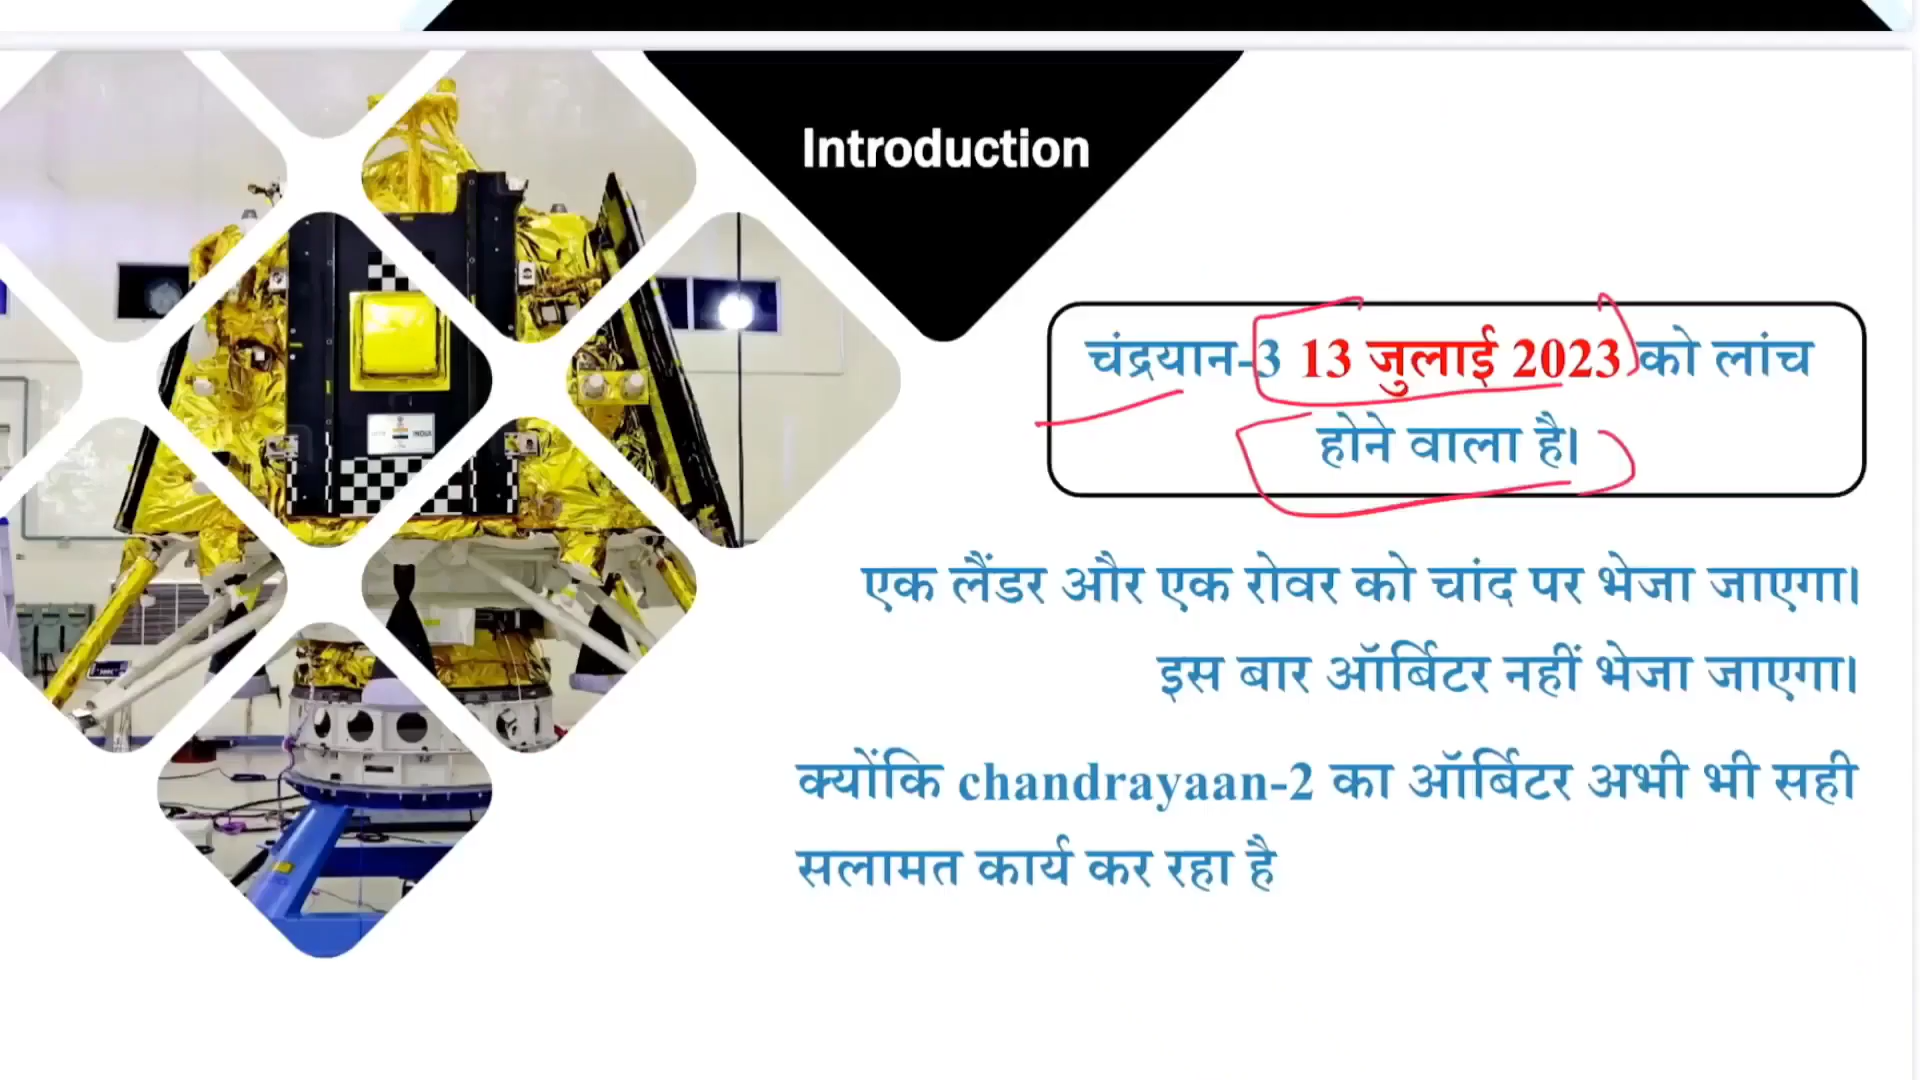 Introduction
चंद्रयान-3 13 जुलाई 2023 को लांच
होने वाला है।
एक लैंडर और एक रोवर को चांद पर भेजा जाएगा।
इस बार ऑर्बिटर नहीं भेजा जाएगा।
क्योंकि chandrayaan-2 का ऑर्बिटर अभी भी सही
सलामत कार्य कर रहा है